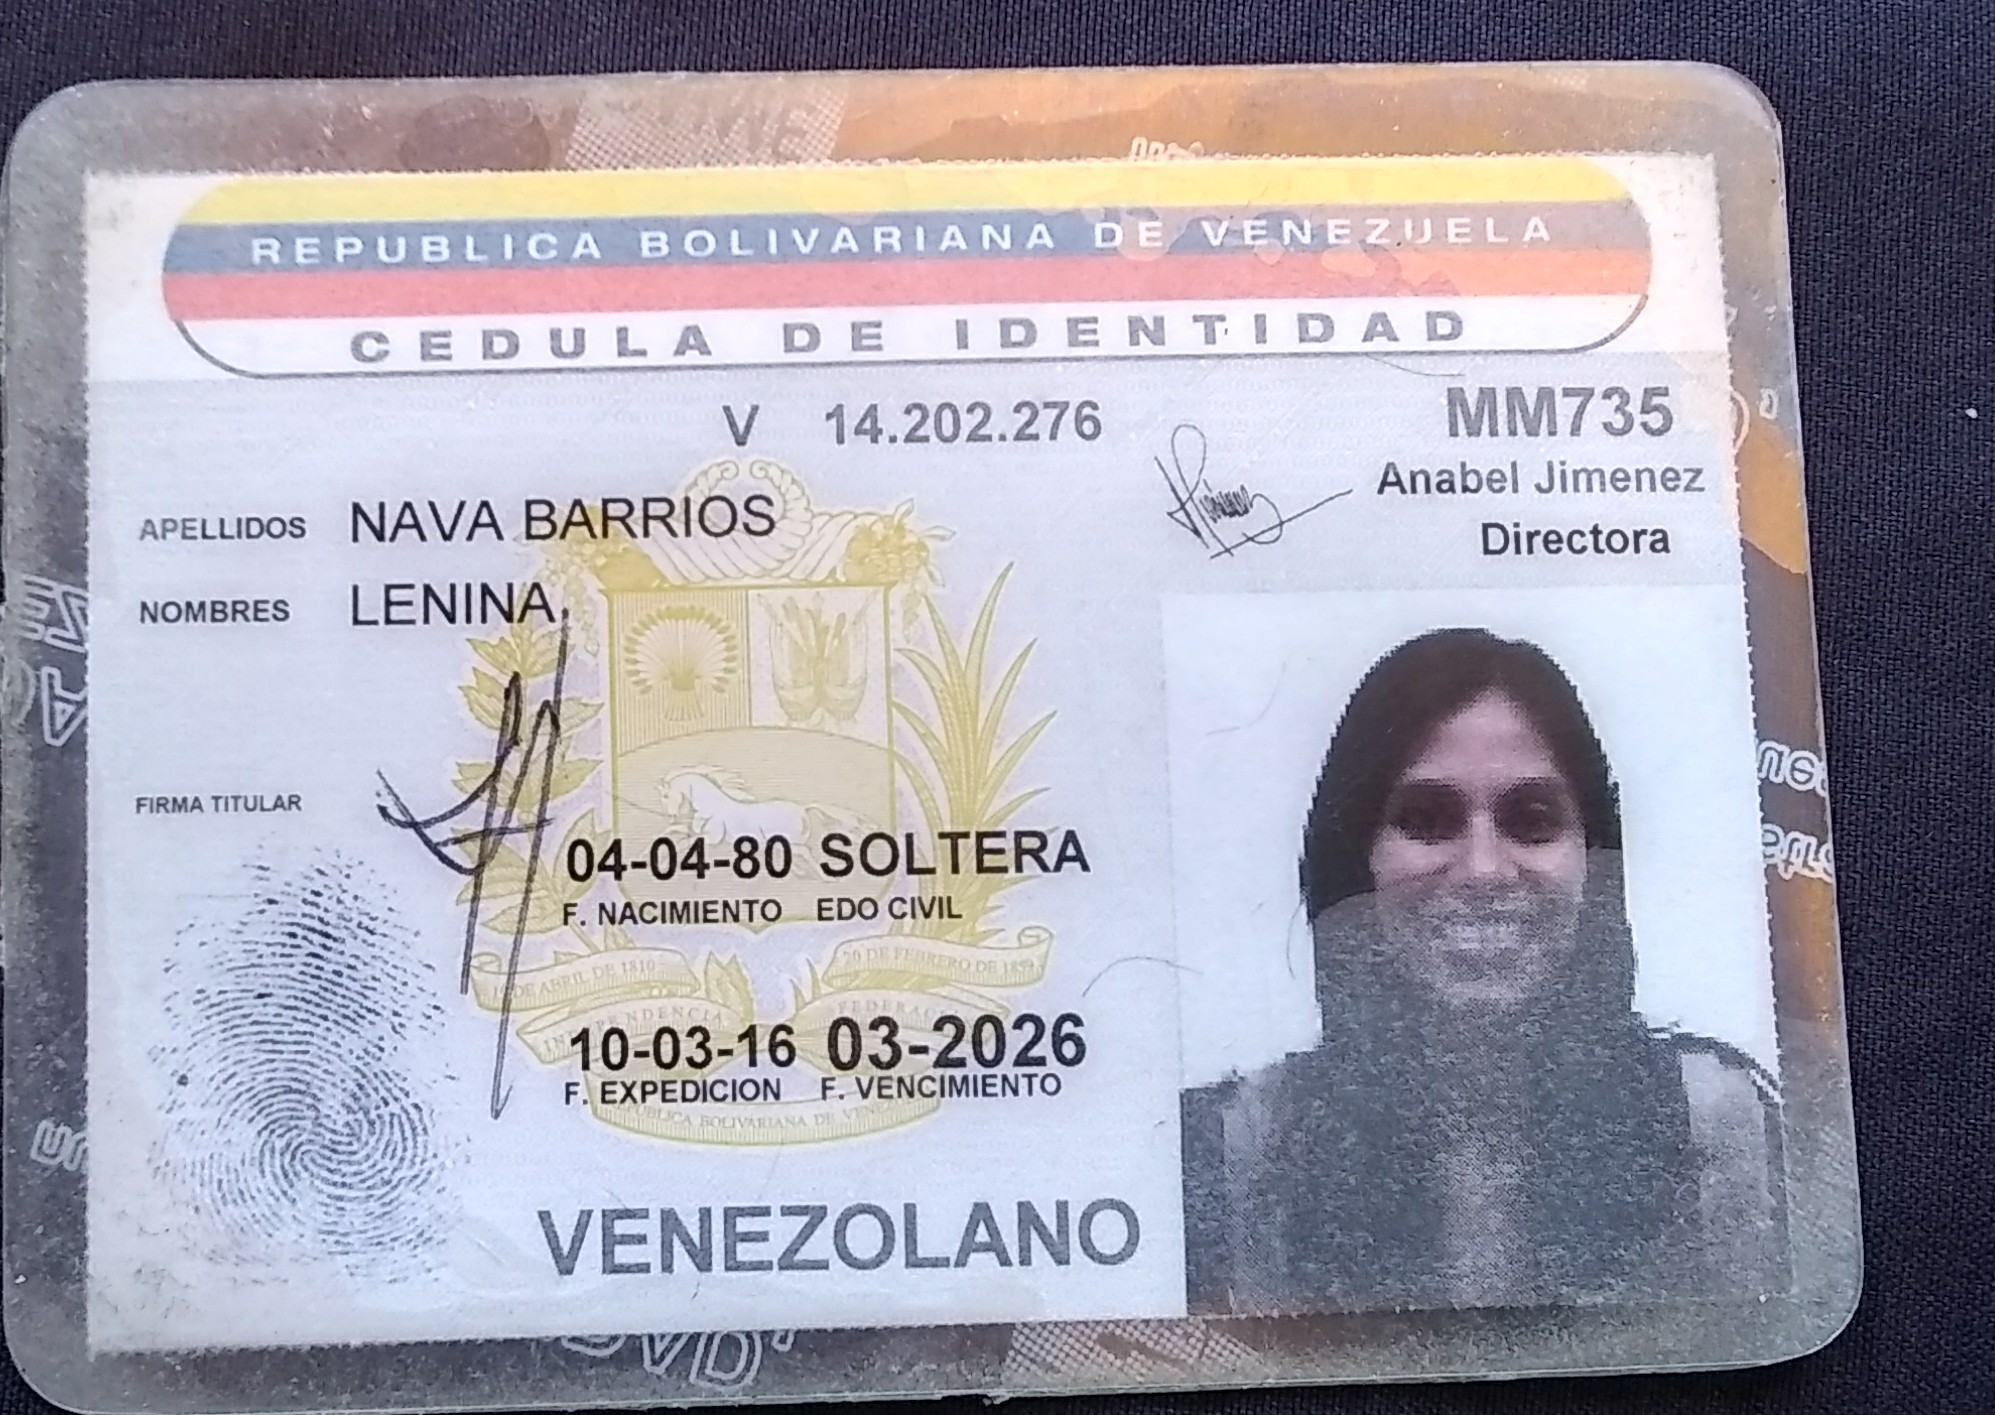 REPUBLICA BOLIVARIANA DE VENEZUELA
CEDULA DE IDENTIDAD
V 14.202.276
MM735
Anabel Jimenez
Directora
APELLIDOS NAVA BARRIOS
NOMBRES LENINA,
FIRMA TITULAR
04-04-80 SOLTERA
F. NACIMIENTO EDO CIVIL
19 DE ABRIL DE 1810
20 DE FEBRERO DE 1859
INDEPENDENCIA
FEDERACION
10-03-16 03-2026
F. EXPEDICION F. VENCIMIENTO
REPUBLICA BOLIVARIANA DE VENEZUELA
VENEZOLANO